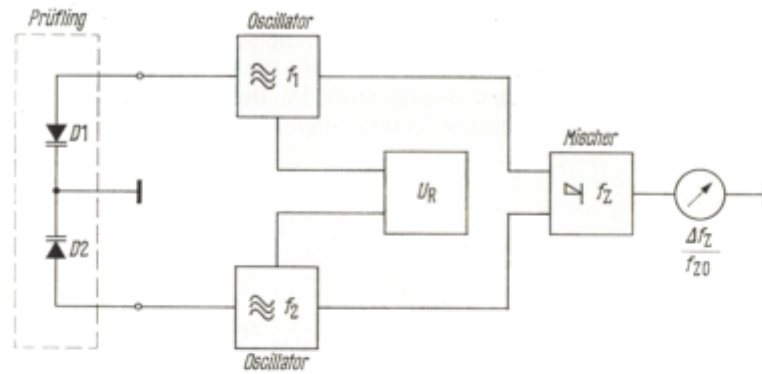 Prüfling
Oscillator
f1
D1
Mischer
UR
fZ
D2
ΔfZ
fZ0
f2
Oscillator